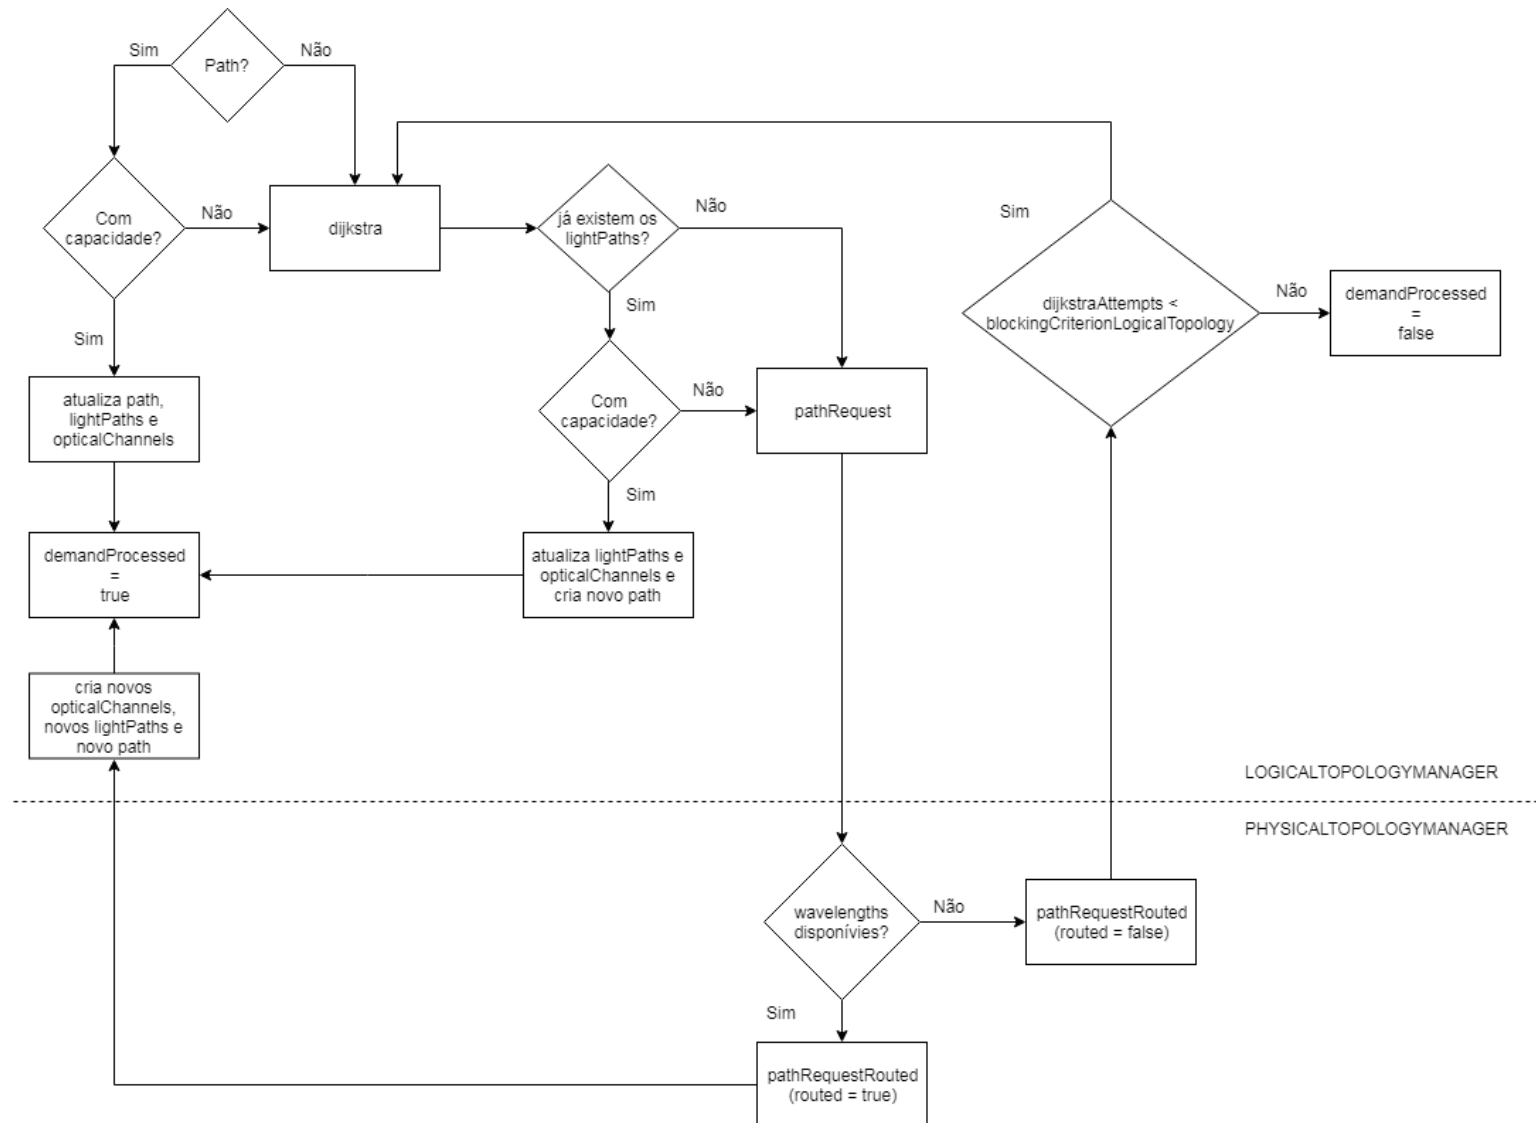 Sim
Path?
Não
Com
capacidade?
Não
dijkstra
já existem os
lightPaths?
Não
Sim
dijkstraAttempts <
blockingCriterionLogicalTopology
Não
demandProcessed
=
false
Sim
Sim
atualiza path,
lightPaths e
opticalChannels
Com
capacidade?
Não
pathRequest
Sim
demandProcessed
=
true
atualiza lightPaths e
opticalChannels e
cria novo path
cria novos
opticalChannels,
novos lightPaths e
novo path
LOGICALTOPOLOGYMANAGER
PHYSICALTOPOLOGYMANAGER
wavelengths
disponívies?
Não
pathRequestRouted
(routed = false)
Sim
pathRequestRouted
(routed = true)